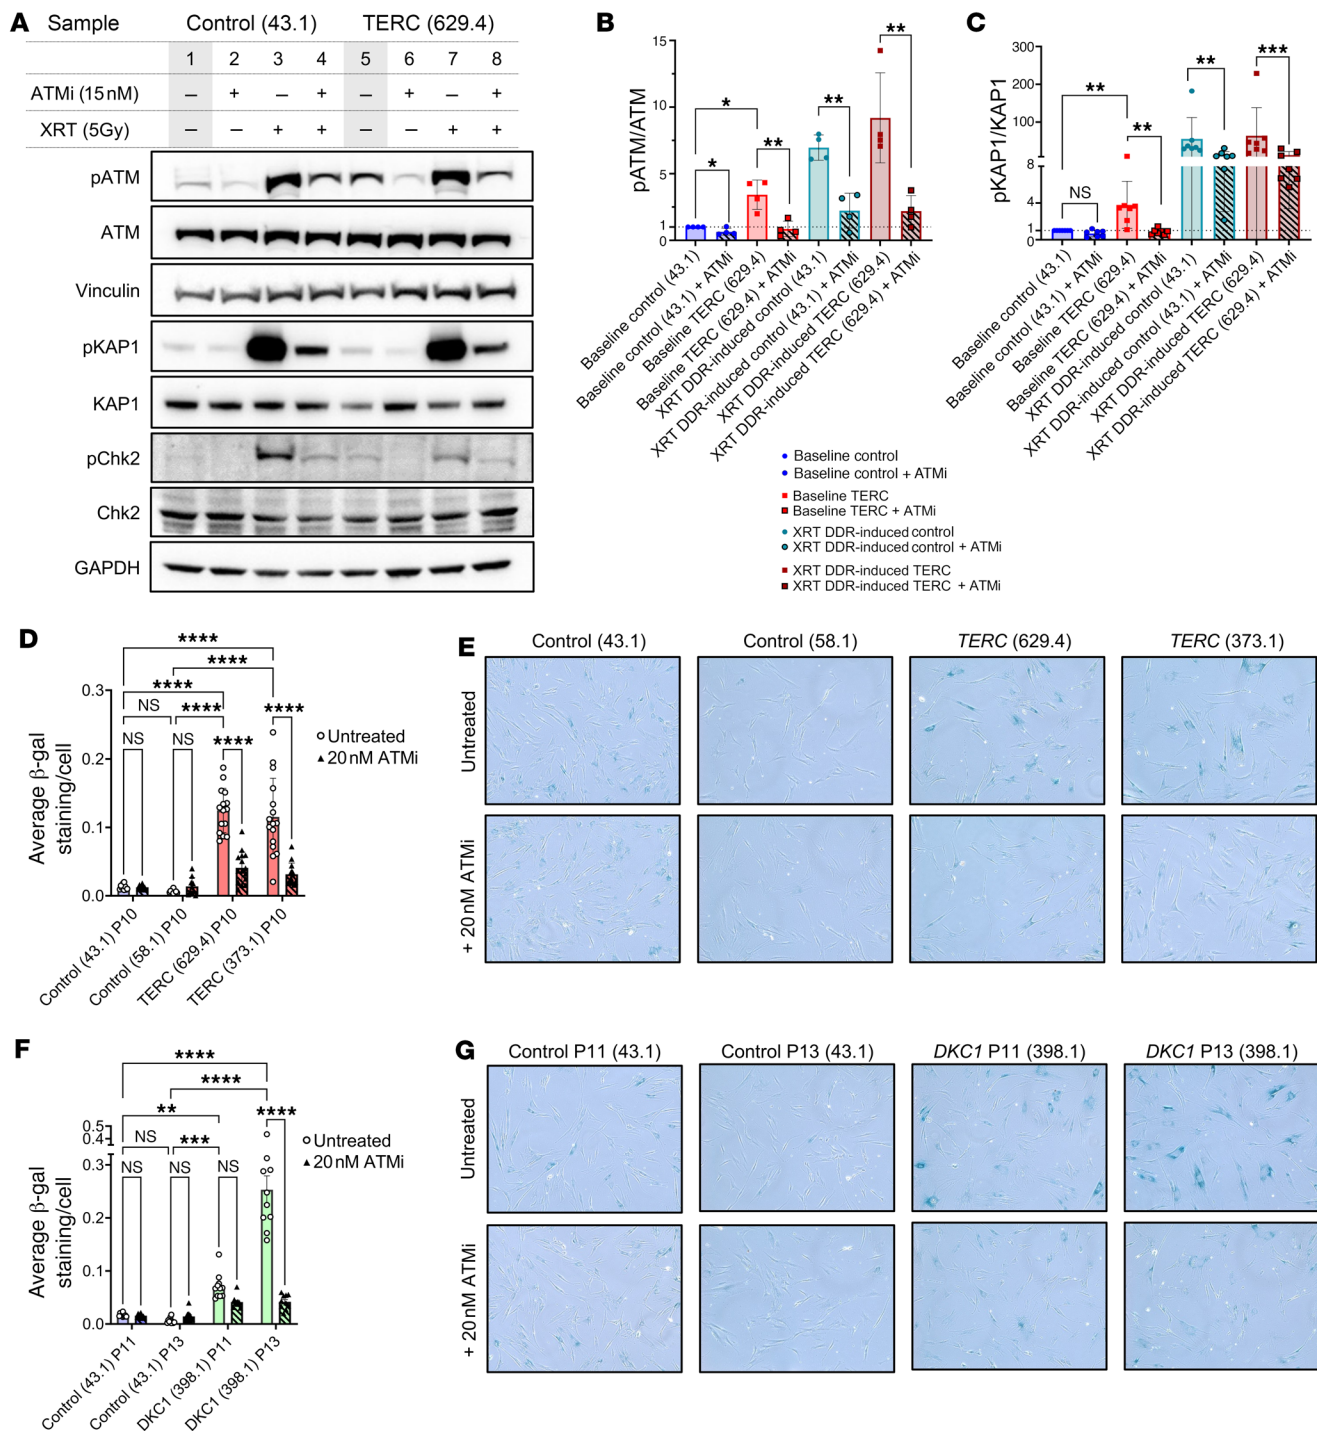 A
Sample
Control (43.1)
TERC (629.4)
1 2 3 4 5 6 7 8
ATMi (15 nM) – + – + – + – +
XRT (5Gy) – – + + – – + +
pATM
ATM
Vinculin
pKAP1
KAP1
pChk2
Chk2
GAPDH
B
pATM/ATM
15
10
5
1
0
*
*
**
**
**
Baseline control (43.1)
Baseline control (43.1) + ATMi
Baseline TERC (629.4)
Baseline TERC (629.4) + ATMi
XRT DDR-induced control (43.1)
XRT DDR-induced control (43.1) + ATMi
XRT DDR-induced TERC (629.4)
XRT DDR-induced TERC (629.4) + ATMi
C
pKAP1/KAP1
300
200
100
8
4
1
0
NS
**
**
**
***
Baseline control (43.1)
Baseline control (43.1) + ATMi
Baseline TERC (629.4)
Baseline TERC (629.4) + ATMi
XRT DDR-induced control (43.1)
XRT DDR-induced control (43.1) + ATMi
XRT DDR-induced TERC (629.4)
XRT DDR-induced TERC (629.4) + ATMi
Baseline control
Baseline control + ATMi
Baseline TERC
Baseline TERC + ATMi
XRT DDR-induced control
XRT DDR-induced control + ATMi
XRT DDR-induced TERC
XRT DDR-induced TERC + ATMi
D
Average β-gal
staining/cell
0.3
0.2
0.1
0.0
****
****
****
NS
****
****
NS
NS
****
Untreated
20 nM ATMi
Control (43.1) P10
Control (58.1) P10
TERC (629.4) P10
TERC (373.1) P10
E
Control (43.1)
Control (58.1)
TERC (629.4)
TERC (373.1)
Untreated
+ 20 nM ATMi
F
Average β-gal
staining/cell
0.5
0.4
0.3
0.2
0.1
0.0
****
****
**
****
NS
***
NS
NS
NS
Untreated
20 nM ATMi
Control (43.1) P11
Control (43.1) P13
DKC1 (398.1) P11
DKC1 (398.1) P13
G
Control P11 (43.1)
Control P13 (43.1)
DKC1 P11 (398.1)
DKC1 P13 (398.1)
Untreated
+ 20 nM ATMi